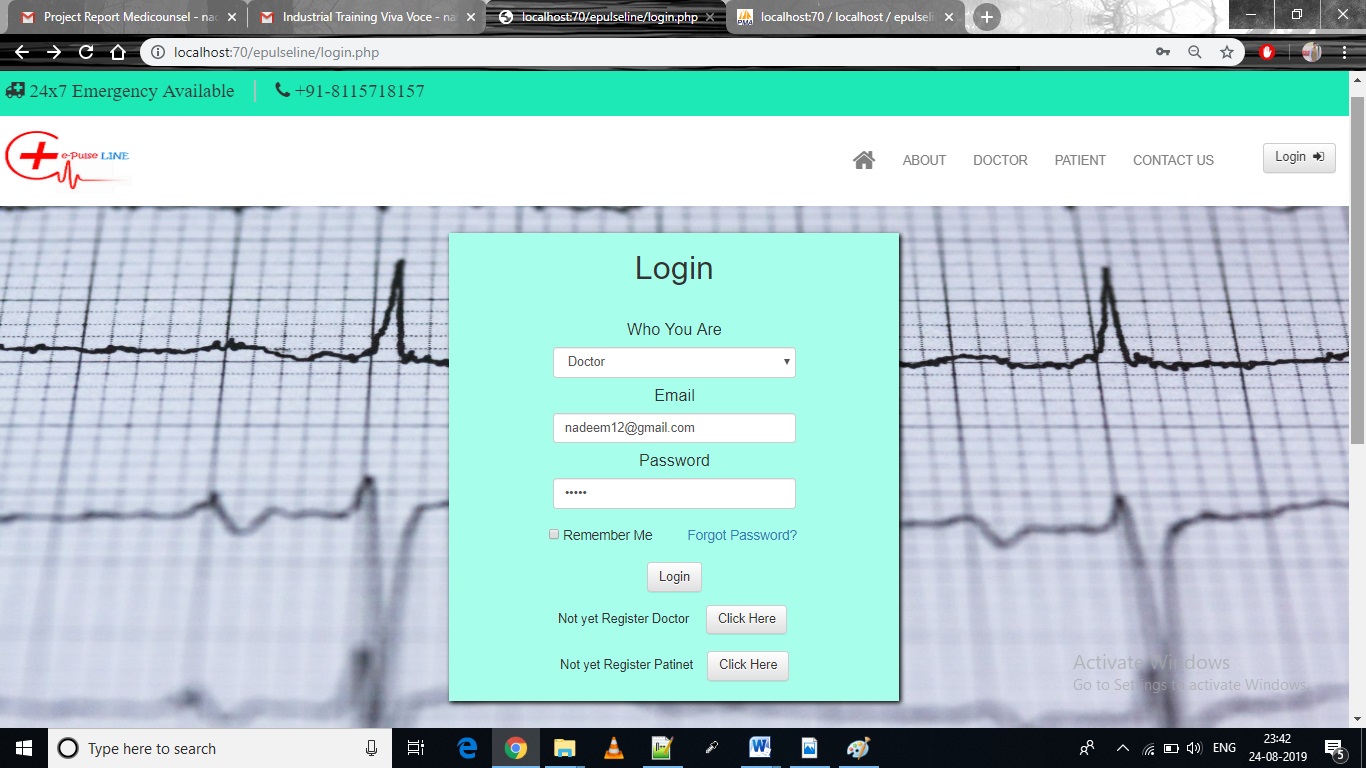 Project Report Medicounsel - nac
Industrial Training Viva Voce - na
localhost:70/epulseline/login.php
localhost:70 / localhost / epulseli
localhost:70/epulseline/login.php
24x7 Emergency Available
+91-8115718157
e-Pulse LINE
ABOUT
DOCTOR
PATIENT
CONTACT US
Login
Login
Who You Are
Doctor
Email
nadeem12@gmail.com
Password
•••••
Remember Me
Forgot Password?
Login
Not yet Register Doctor
Click Here
Not yet Register Patinet
Click Here
Activate Windows
Go to Settings to activate Windows.
Type here to search
ENG
23:42
24-08-2019
5